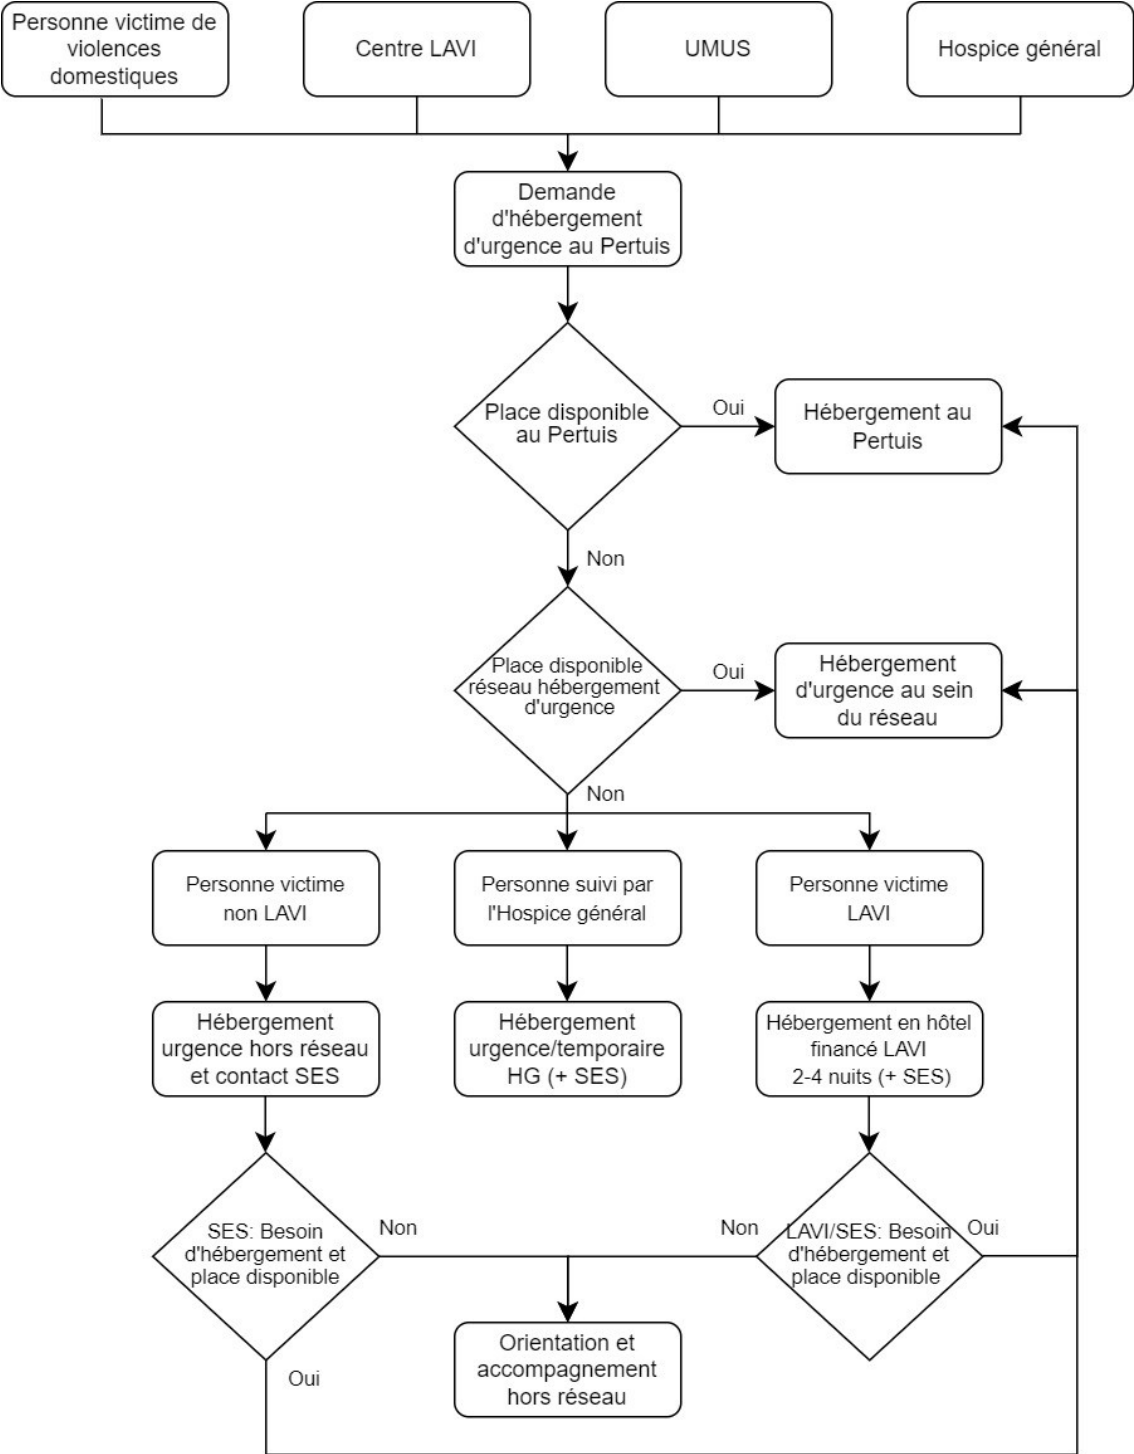 Personne victime de
violences
domestiques
Centre LAVI
UMUS
Hospice général
Demande
d'hébergement
d'urgence au Pertuis
Place disponible
au Pertuis
Oui
Hébergement au
Pertuis
Non
Place disponible
réseau hébergement
d'urgence
Oui
Hébergement
d'urgence au sein
du réseau
Non
Personne victime
non LAVI
Personne suivi par
l'Hospice général
Personne victime
LAVI
Hébergement
urgence hors réseau
et contact SES
Hébergement
urgence/temporaire
HG (+ SES)
Hébergement en hôtel
financé LAVI
2-4 nuits (+ SES)
SES: Besoin
d'hébergement et
place disponible
Non
Non
LAVI/SES: Besoin
d'hébergement et
place disponible
Oui
Orientation et
accompagnement
hors réseau
Oui